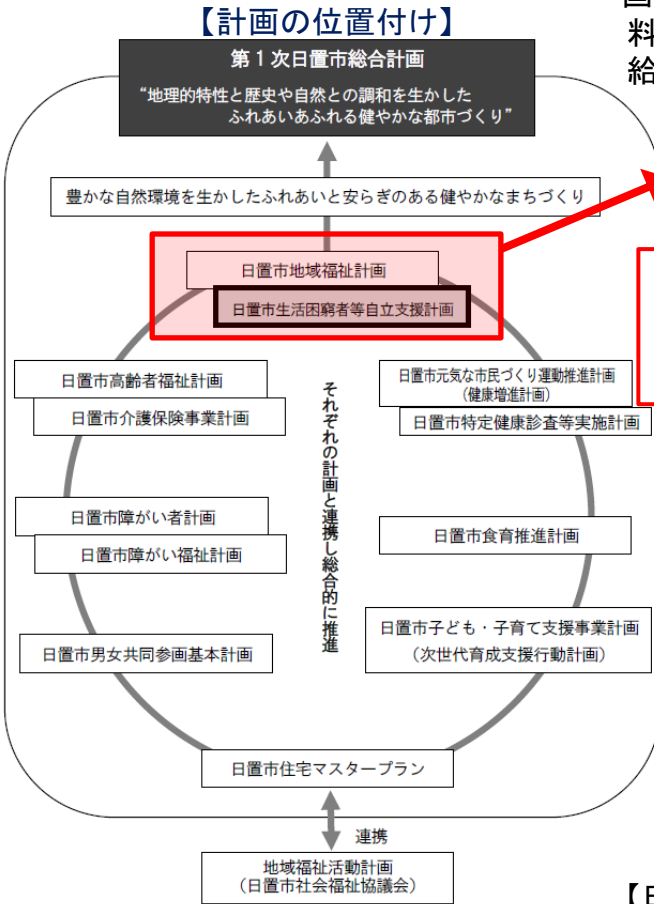 【計画の位置付け】
料
給
第1次日置市総合計画
“地理的特性と歴史や自然との調和を生かした
ふれあいあふれる健やかな都市づくり”
豊かな自然環境を生かしたふれあいと安らぎのある健やかなまちづくり
日置市地域福祉計画
日置市生活困窮者等自立支援計画
日置市高齢者福祉計画
日置市介護保険事業計画
日置市元気な市民づくり運動推進計画
（健康増進計画）
日置市特定健康診査等実施計画
それぞれの計画と連携し総合的に推進
日置市障がい者計画
日置市障がい福祉計画
日置市食育推進計画
日置市男女共同参画基本計画
日置市子ども・子育て支援事業計画
（次世代育成支援行動計画）
日置市住宅マスタープラン
連携
地域福祉活動計画
（日置市社会福祉協議会）
【日